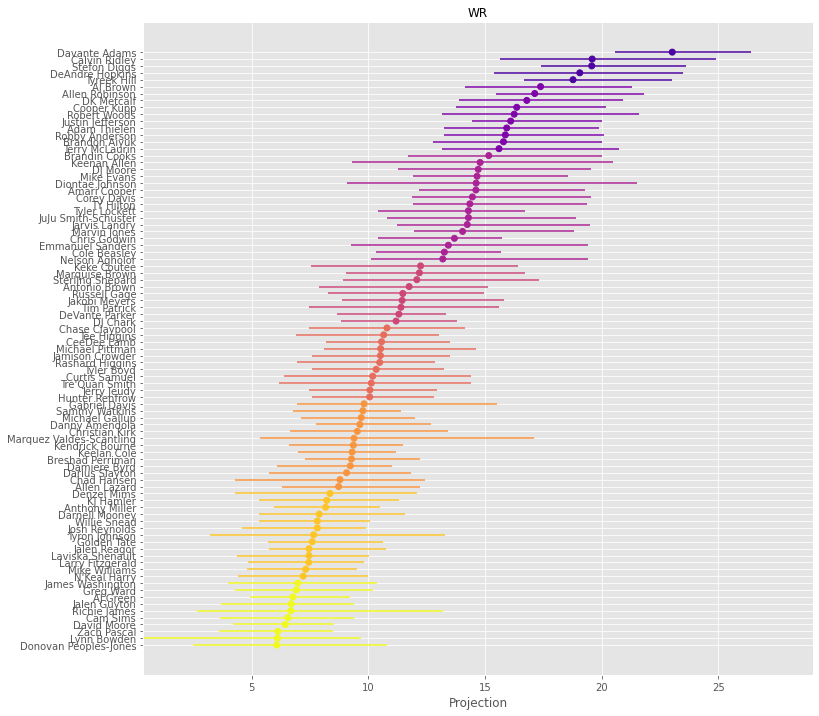 WR
Davante Adams
Calvin Ridley
Stefon Diggs
DeAndre Hopkins
Tyreek Hill
AJ Brown
Allen Robinson
DK Metcalf
Cooper Kupp
Robert Woods
Justin Jefferson
Adam Thielen
Robby Anderson
Brandon Aiyuk
Terry McLaurin
Brandin Cooks
Keenan Allen
DJ Moore
Mike Evans
Diontae Johnson
Amari Cooper
Corey Davis
TY Hilton
Tyler Lockett
JuJu Smith-Schuster
Jarvis Landry
Marvin Jones
Chris Godwin
Emmanuel Sanders
Cole Beasley
Nelson Agholor
Keke Coutee
Marquise Brown
Sterling Shepard
Antonio Brown
Russell Gage
Jakobi Meyers
Tim Patrick
DeVante Parker
DJ Chark
Chase Claypool
Tee Higgins
CeeDee Lamb
Michael Pittman
Jamison Crowder
Rashard Higgins
Tyler Boyd
Curtis Samuel
Tre'Quan Smith
Jerry Jeudy
Hunter Renfrow
Gabriel Davis
Sammy Watkins
Michael Gallup
Danny Amendola
Christian Kirk
Marquez Valdes-Scantling
Kendrick Bourne
Keelan Cole
Breshad Perriman
Damiere Byrd
Darius Slayton
Chad Hansen
Allen Lazard
Denzel Mims
KJ Hamler
Anthony Miller
Darnell Mooney
Willie Snead
Josh Reynolds
Tyron Johnson
Golden Tate
Jalen Reagor
Laviska Shenault
Larry Fitzgerald
Mike Williams
N'Keal Harry
James Washington
Greg Ward
AJ Green
Jalen Guyton
Richie James
Cam Sims
David Moore
Zach Pascal
Lynn Bowden
Donovan Peoples-Jones
5 10 15 20 25
Projection